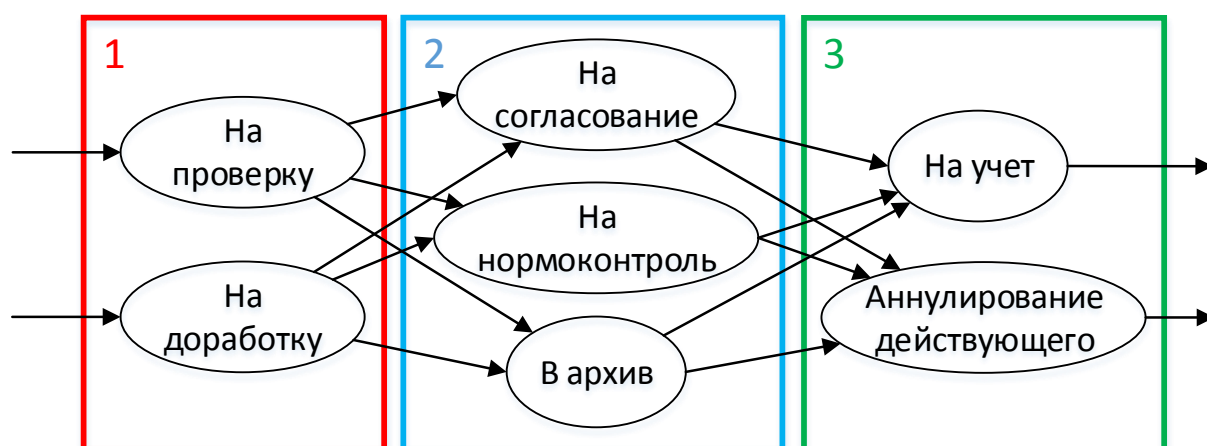 1
На
проверку
На
доработку
2
На
согласование
На
нормоконтроль
В архив
3
На учет
Аннулирование
действующего